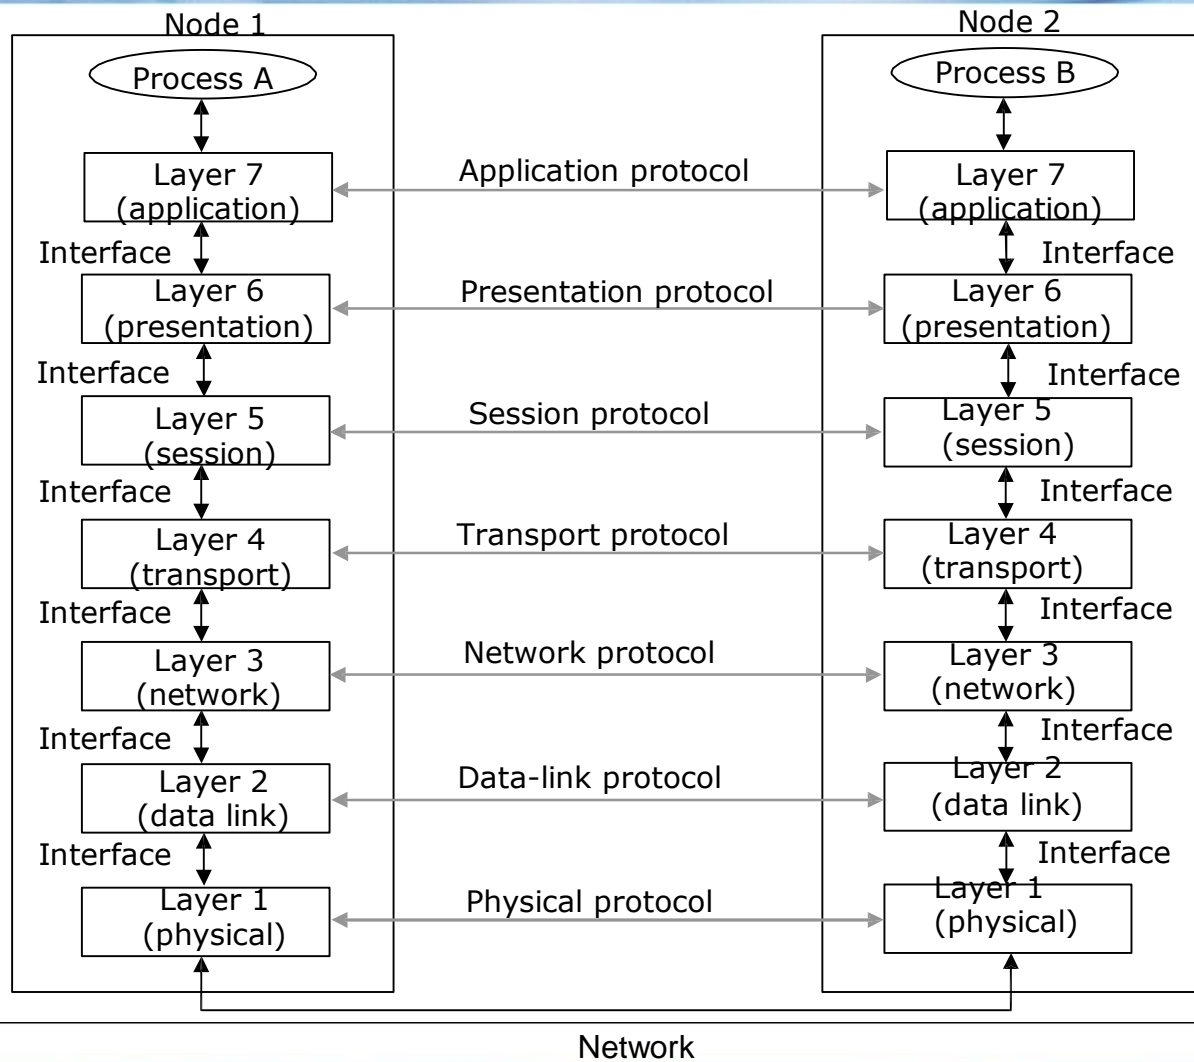 Node 1
Node 2
Process A
Process B
Layer 7
(application)
Application protocol
Layer 7
(application)
Interface
Interface
Layer 6
(presentation)
Presentation protocol
Layer 6
(presentation)
Interface
Interface
Layer 5
(session)
Session protocol
Layer 5
(session)
Interface
Interface
Layer 4
(transport)
Transport protocol
Layer 4
(transport)
Interface
Interface
Layer 3
(network)
Network protocol
Layer 3
(network)
Interface
Interface
Layer 2
(data link)
Data-link protocol
Layer 2
(data link)
Interface
Interface
Layer 1
(physical)
Physical protocol
Layer 1
(physical)
Network